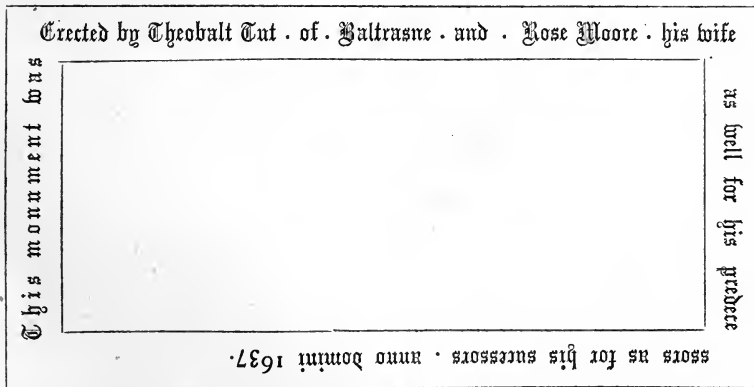 This monument was
Erected by Theobalt Tut . of . Baltrasne . and . Rose Moore . his wife
as well for his predece
ssors as for his sucessors . anno domini 1637.